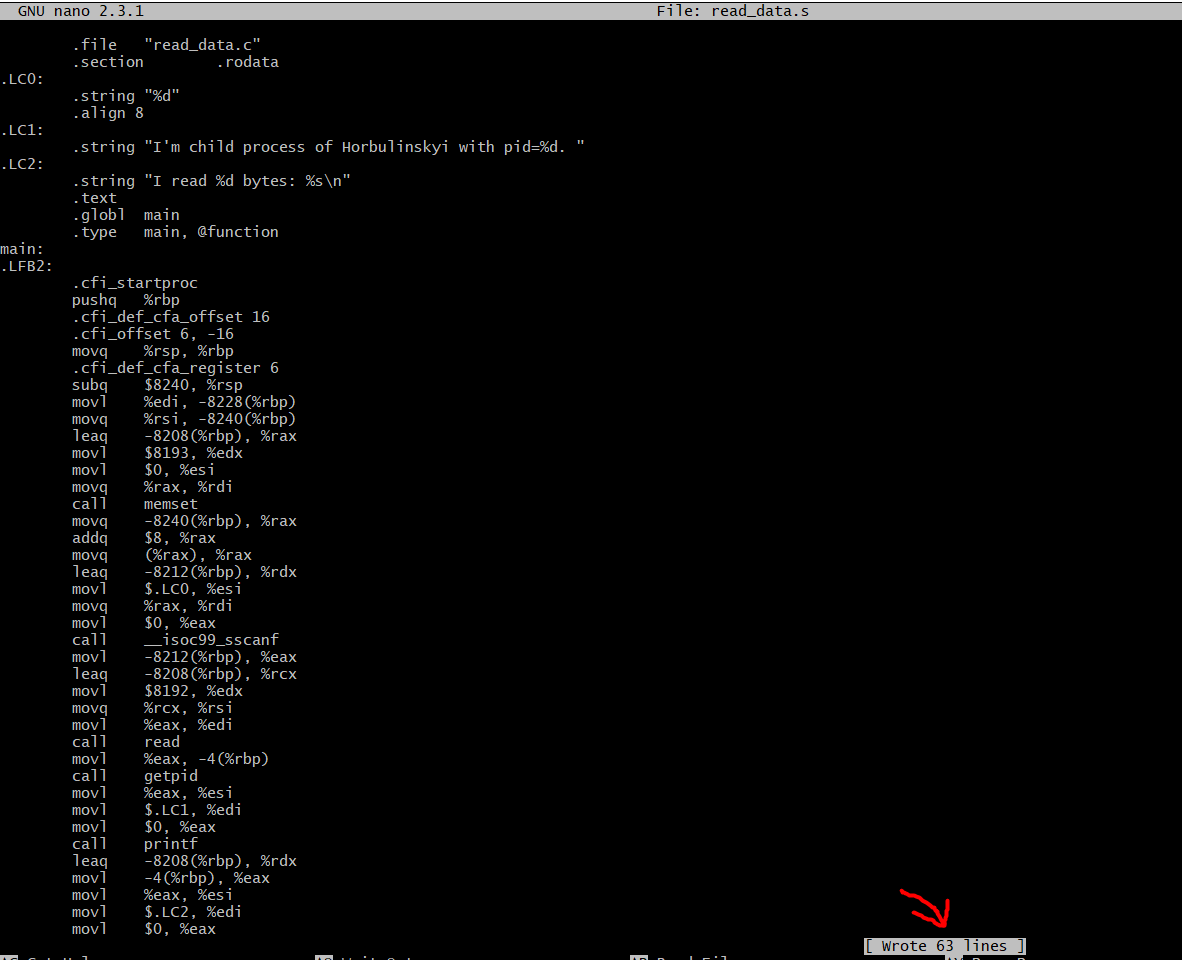 GNU nano 2.3.1 File: read_data.s
.file "read_data.c"
.section .rodata
.LC0:
.string "%d"
.align 8
.LC1:
.string "I'm child process of Horbulinskyi with pid=%d. "
.LC2:
.string "I read %d bytes: %s\n"
.text
.globl main
.type main, @function
main:
.LFB2:
.cfi_startproc
pushq %rbp
.cfi_def_cfa_offset 16
.cfi_offset 6, -16
movq %rsp, %rbp
.cfi_def_cfa_register 6
subq $8240, %rsp
movl %edi, -8228(%rbp)
movq %rsi, -8240(%rbp)
leaq -8208(%rbp), %rax
movl $8193, %edx
movl $0, %esi
movq %rax, %rdi
call memset
movq -8240(%rbp), %rax
addq $8, %rax
movq (%rax), %rax
leaq -8212(%rbp), %rdx
movl $.LC0, %esi
movq %rax, %rdi
movl $0, %eax
call __isoc99_sscanf
movl -8212(%rbp), %eax
leaq -8208(%rbp), %rcx
movl $8192, %edx
movq %rcx, %rsi
movl %eax, %edi
call read
movl %eax, -4(%rbp)
call getpid
movl %eax, %esi
movl $.LC1, %edi
movl $0, %eax
call printf
leaq -8208(%rbp), %rdx
movl -4(%rbp), %eax
movl %eax, %esi
movl $.LC2, %edi
movl $0, %eax
[ Wrote 63 lines ]